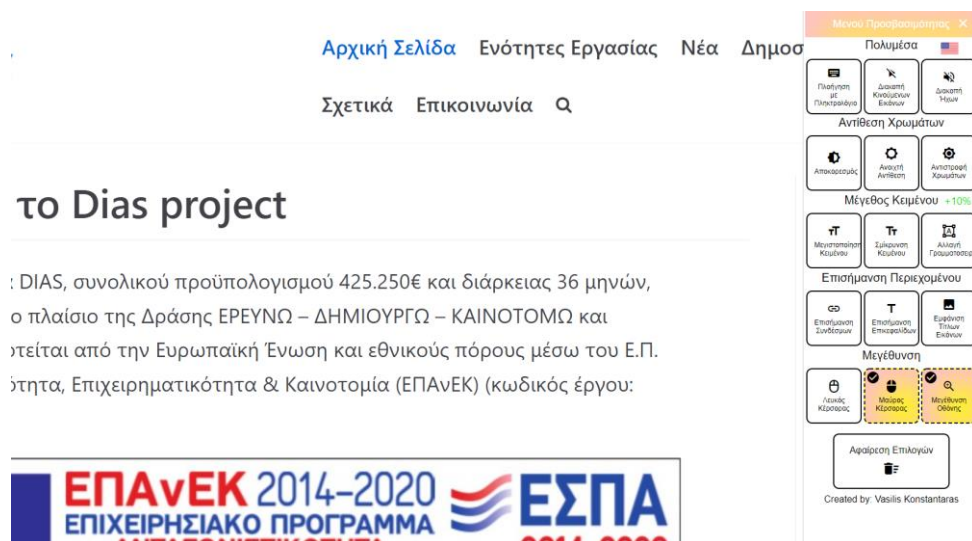 Αρχική Σελίδα Ενότητες Εργασίας Νέα Δημοσ
Σχετικά Επικοινωνία
το Dias project
DIAS, συνολικού προϋπολογισμού 425.250€ και διάρκειας 36 μηνών,
ο πλαίσιο της Δράσης ΕΡΕΥΝΩ – ΔΗΜΙΟΥΡΓΩ – ΚΑΙΝΟΤΟΜΩ και
οτείται από την Ευρωπαϊκή Ένωση και εθνικούς πόρους μέσω του Ε.Π.
ότητα, Επιχειρηματικότητα & Καινοτομία (ΕΠΑνΕΚ) (κωδικός έργου:
ΕΠΑνΕΚ 2014–2020
ΕΠΙΧΕΙΡΗΣΙΑΚΟ ΠΡΟΓΡΑΜΜΑ
ΕΣΠΑ
Μενού Προσβασιμότητας ×
Πολυμέσα
Πλοήγηση με Πληκτρολόγιο
Διακοπή Κινούμενων Εικόνων
Διακοπή Ήχων
Αντίθεση Χρωμάτων
Αποκορεσμός
Ανοιχτή Αντίθεση
Αντιστροφή Χρωμάτων
Μέγεθος Κειμένου +10%
Μεγιστοποίηση Κειμένου
Σμίκρυνση Κειμένου
Αλλαγή Γραμματοσειρ
Επισήμανση Περιεχομένου
Επισήμανση Συνδέσμων
Επισήμανση Επικεφαλίδων
Εμφάνιση Τίτλων Εικόνων
Μεγέθυνση
Λευκός Κέρσορας
Μαύρος Κέρσορας
Μεγέθυνση Οθόνης
Αφαίρεση Επιλογών
Created by: Vasilis Konstantaras